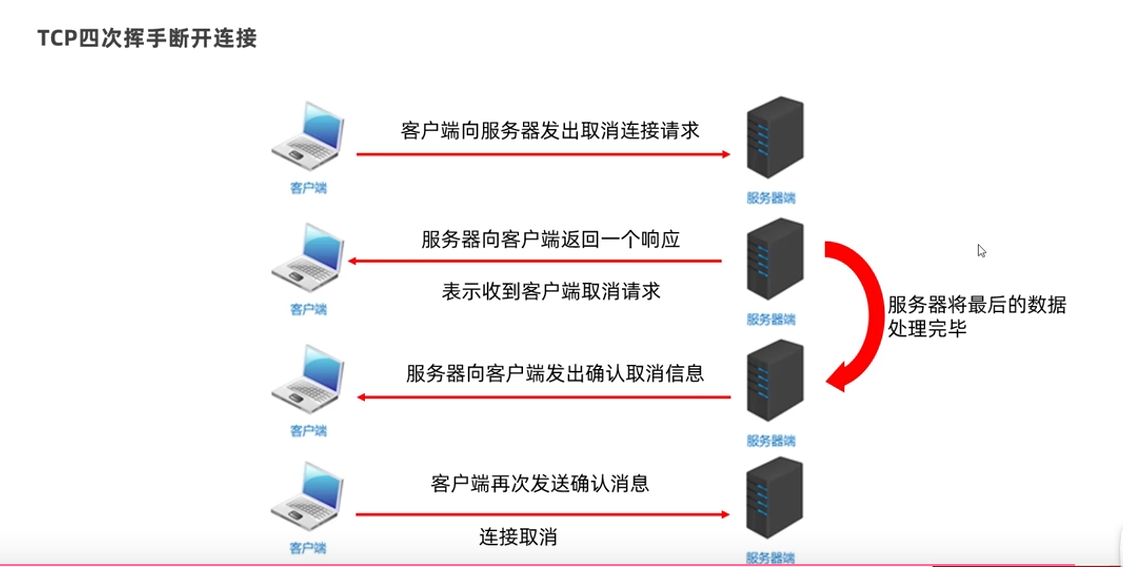 TCP四次挥手断开连接
客户端向服务器发出取消连接请求
客户端
服务器端
服务器向客户端返回一个响应
表示收到客户端取消请求
客户端
服务器端
服务器将最后的数据
处理完毕
服务器向客户端发出确认取消信息
客户端
服务器端
客户端再次发送确认消息
连接取消
客户端
服务器端